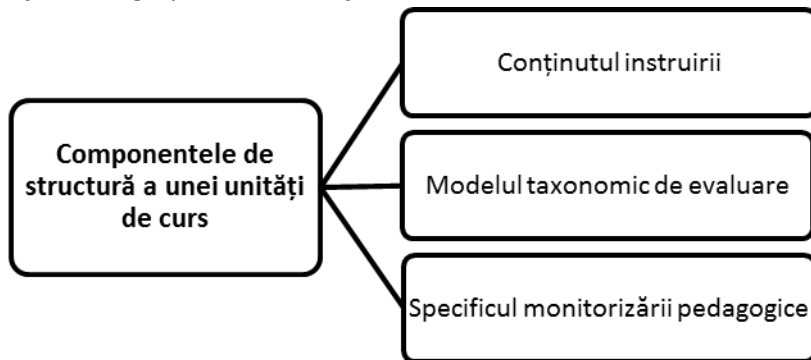 Componentele de
structură a unei unități
de curs
Conținutul instruirii
Modelul taxonomic de evaluare
Specificul monitorizării pedagogice